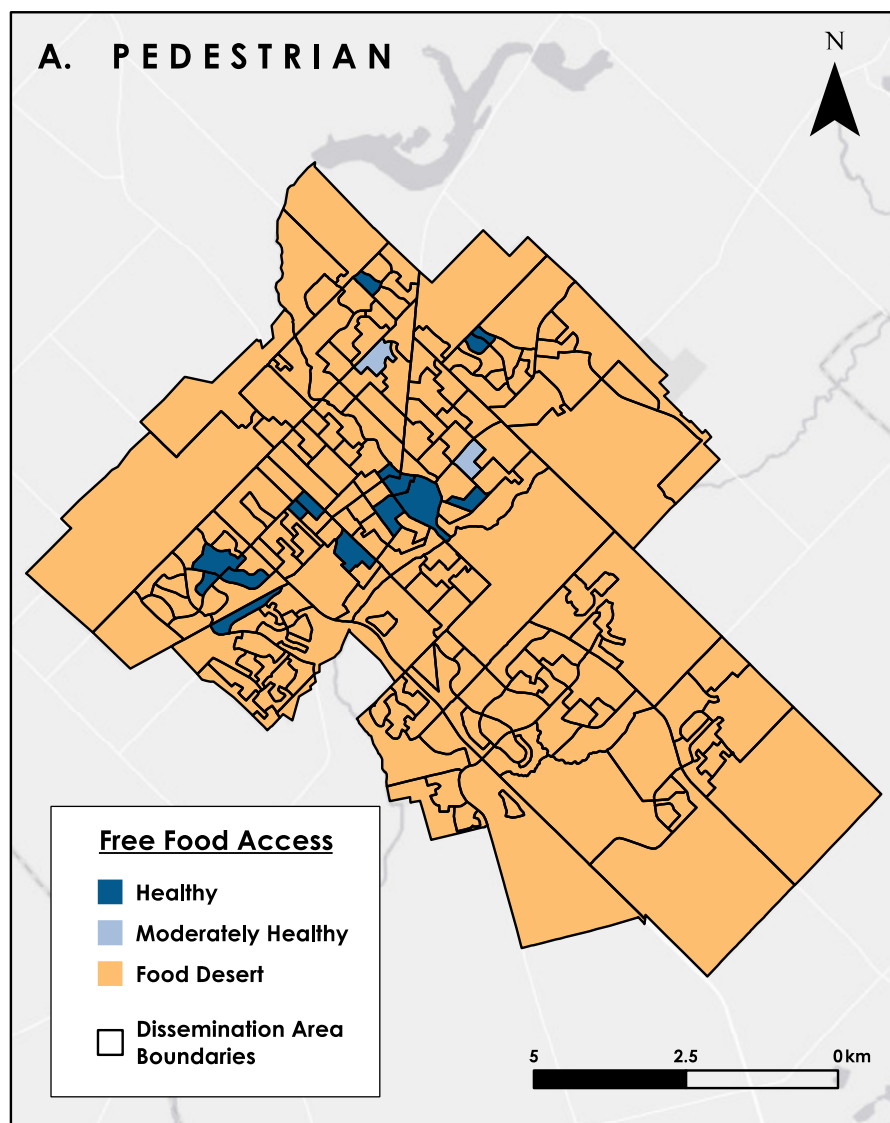 A. PEDESTRIAN
N
Free Food Access
Healthy
Moderately Healthy
Food Desert
Dissemination Area
Boundaries
5 2.5 0 km